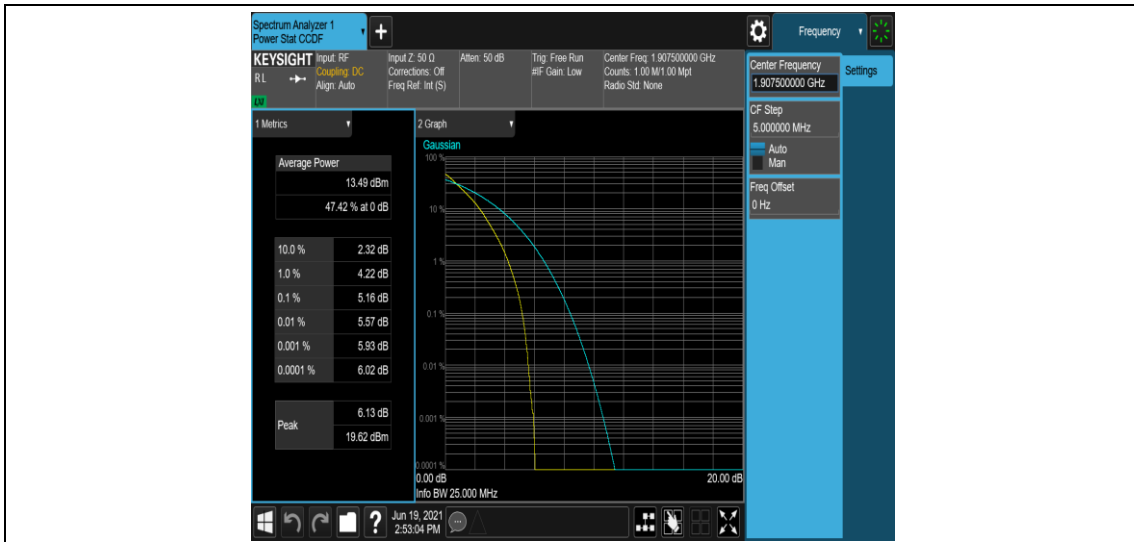 Spectrum Analyzer 1
Power Stat CCDF
Frequency
KEYSIGHT
RL
LXI
Input: RF
Coupling: DC
Align: Auto
Input Z: 50 Ω
Corrections: Off
Freq Ref: Int (S)
Atten: 50 dB
Trig: Free Run
#IF Gain: Low
Center Freq: 1.907500000 GHz
Counts: 1.00 M/1.00 Mpt
Radio Std: None
Center Frequency
1.907500000 GHz
Settings
CF Step
5.000000 MHz
Auto
Man
Freq Offset
0 Hz
1 Metrics
Average Power
13.49 dBm
47.42 % at 0 dB
10.0 % 2.32 dB
1.0 % 4.22 dB
0.1 % 5.16 dB
0.01 % 5.57 dB
0.001 % 5.93 dB
0.0001 % 6.02 dB
Peak
6.13 dB
19.62 dBm
2 Graph
Gaussian
100 %
10 %
1 %
0.1 %
0.01 %
0.001 %
0.0001 %
0.00 dB 20.00 dB
Info BW 25.000 MHz
?
Jun 19, 2021
2:53:04 PM